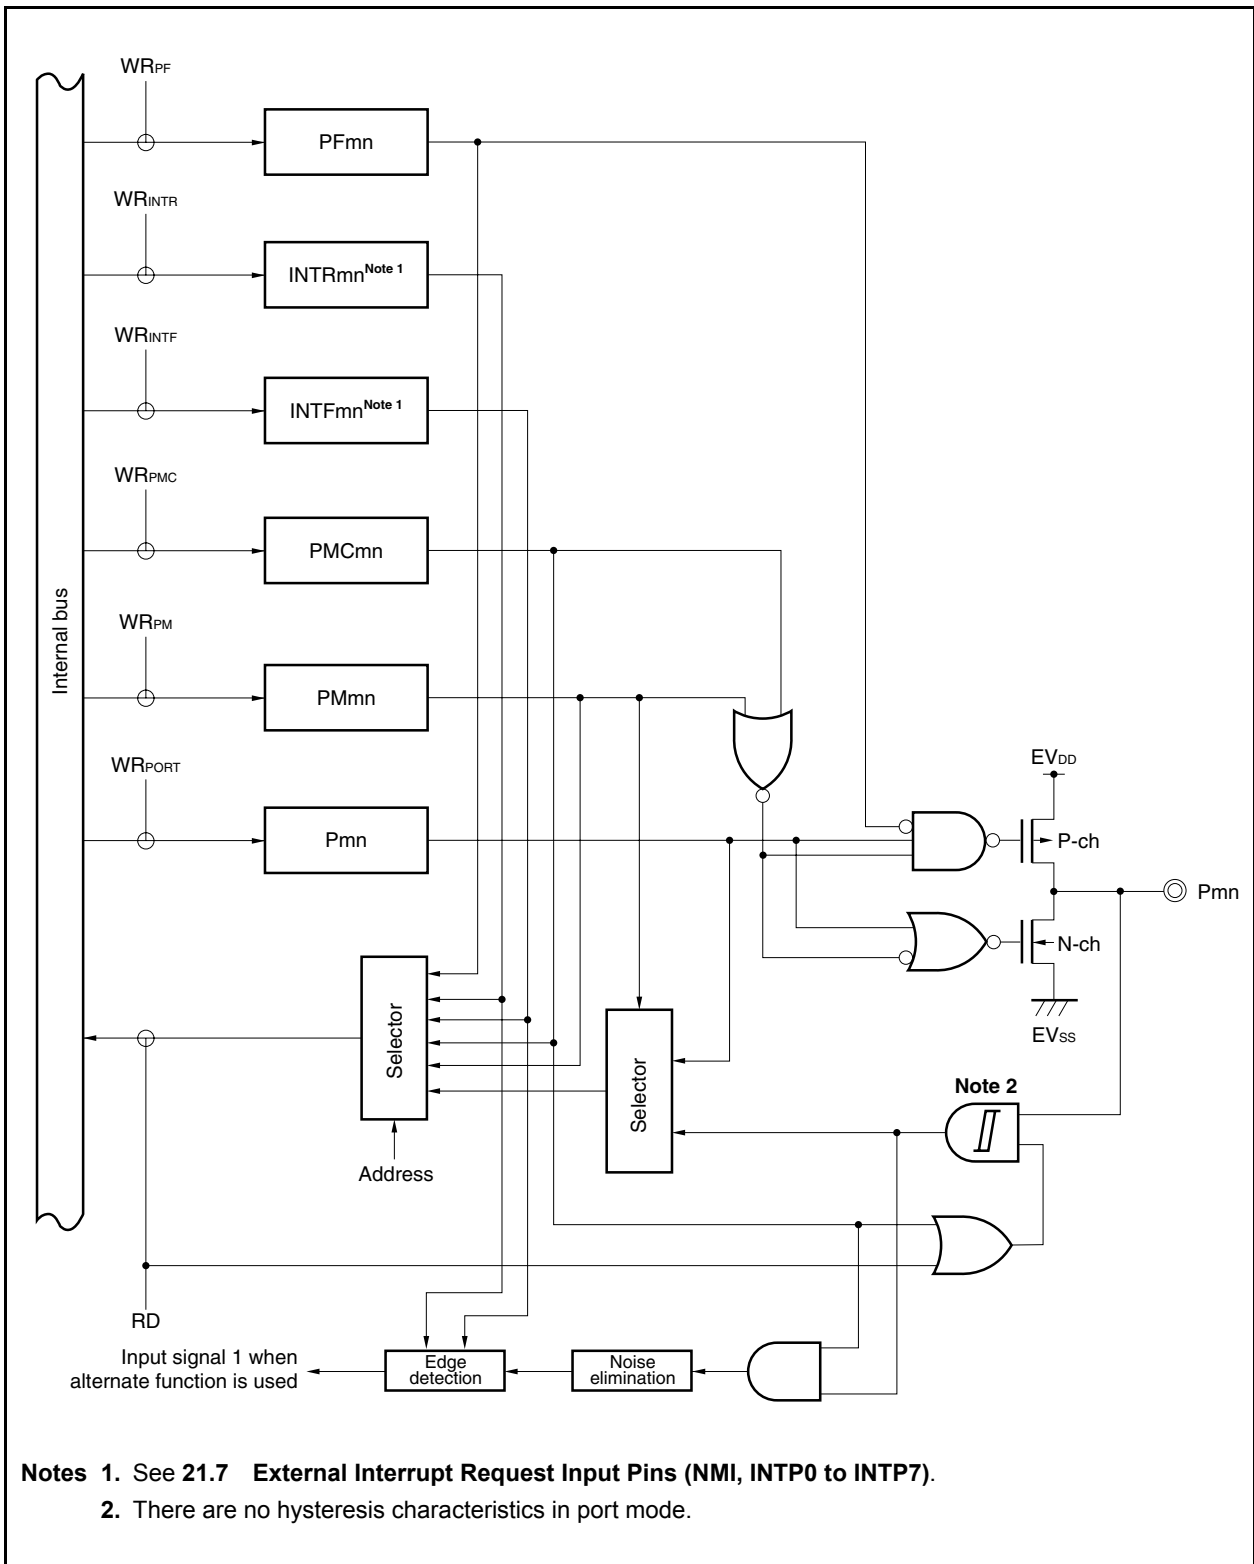 WRPF
PFmn
WRINTR
INTRmnNote 1
WRINTF
INTFmnNote 1
WRPMC
PMCmn
Internal bus
WRPM
PMmn
WRPORT
Pmn
EVDD
P-ch
Pmn
N-ch
EVSS
Selector
Selector
Note 2
Address
RD
Input signal 1 when
alternate function is used
Edge
detection
Noise
elimination
Notes 1. See 21.7 External Interrupt Request Input Pins (NMI, INTP0 to INTP7).
2. There are no hysteresis characteristics in port mode.